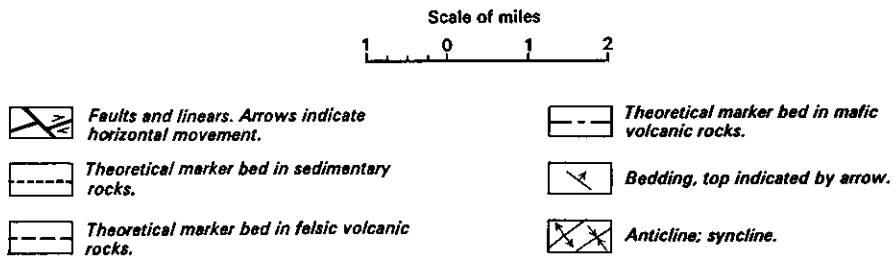 Scale of miles
1 0 1 2
Faults and linears. Arrows indicate
horizontal movement.
Theoretical marker bed in sedimentary
rocks.
Theoretical marker bed in felsic volcanic
rocks.
Theoretical marker bed in mafic
volcanic rocks.
Bedding, top indicated by arrow.
Anticline; syncline.